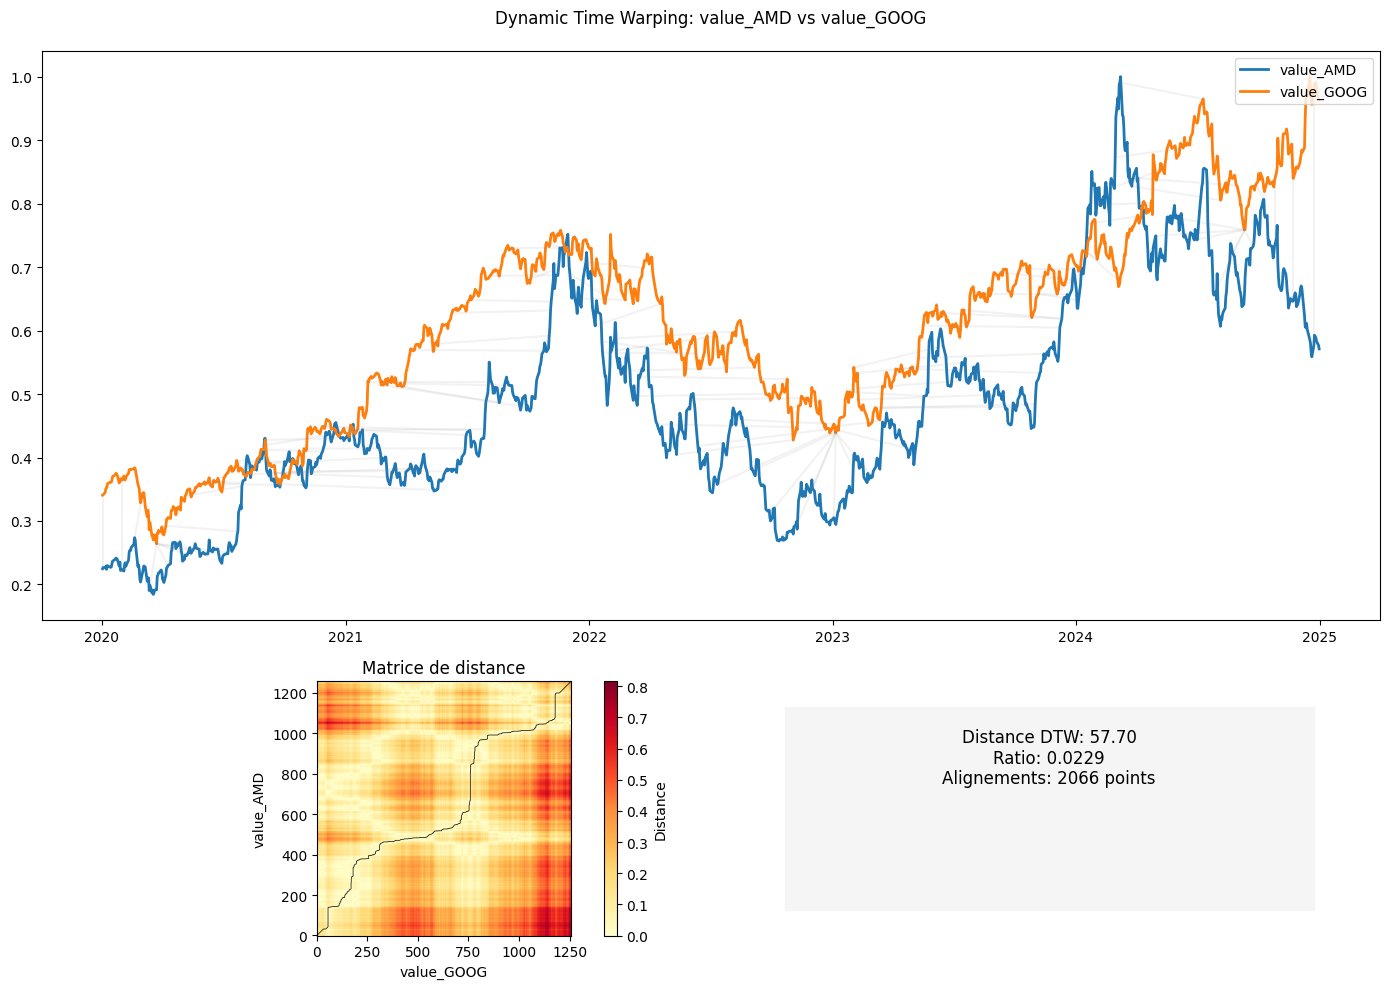 Dynamic Time Warping: value_AMD vs value_GOOG
value_AMD
value_GOOG
1.0
0.9
0.8
0.7
0.6
0.5
0.4
0.3
0.2
2020 2021 2022 2023 2024 2025
Matrice de distance
value_AMD
1200
1000
800
600
400
200
0
0 250 500 750 1000 1250
value_GOOG
0.8
0.7
0.6
0.5
0.4
0.3
0.2
0.1
0.0
Distance
Distance DTW: 57.70
Ratio: 0.0229
Alignements: 2066 points